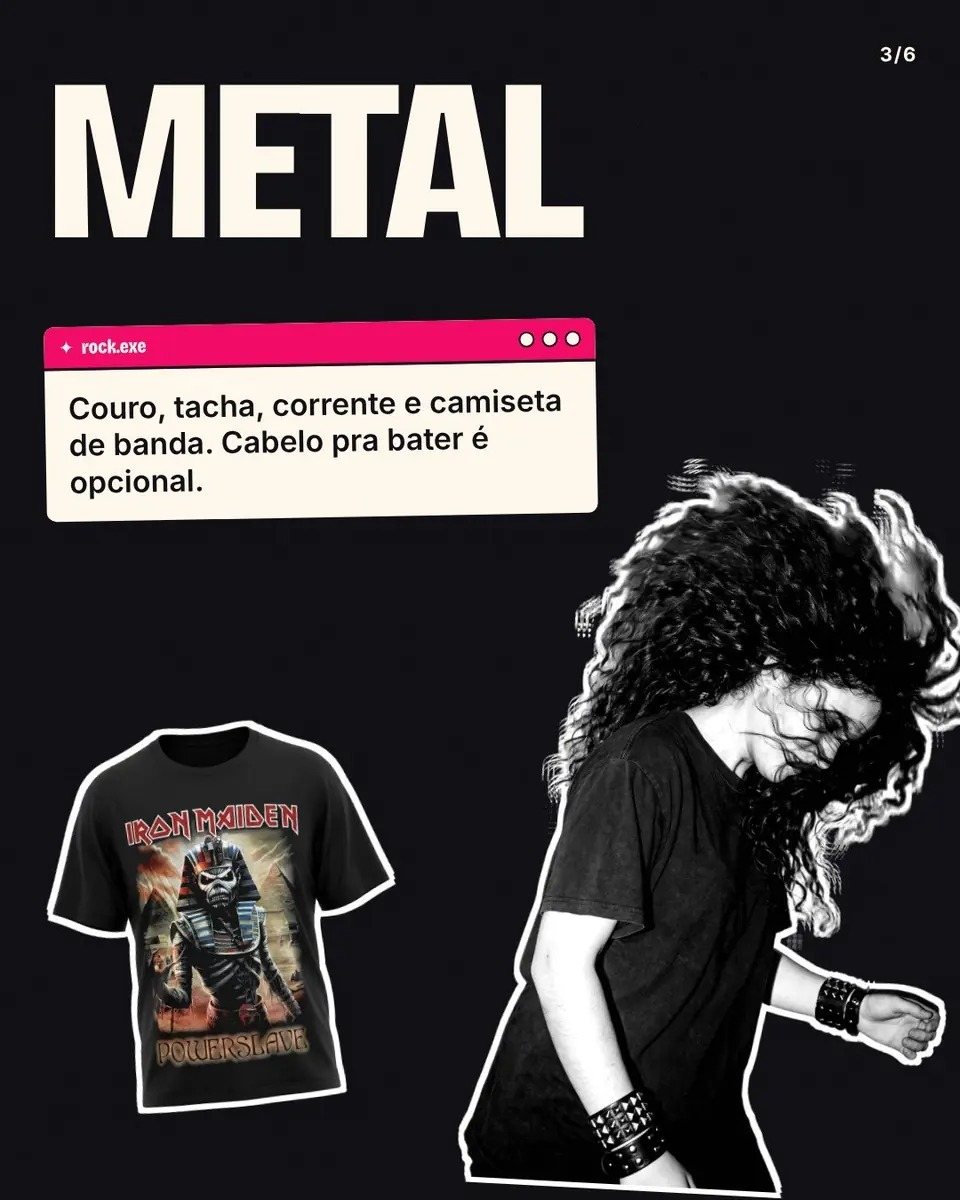 3/6
METAL
rock.exe
Couro, tacha, corrente e camiseta
de banda. Cabelo pra bater é
opcional.
IRON MAIDEN
POWERSLAVE